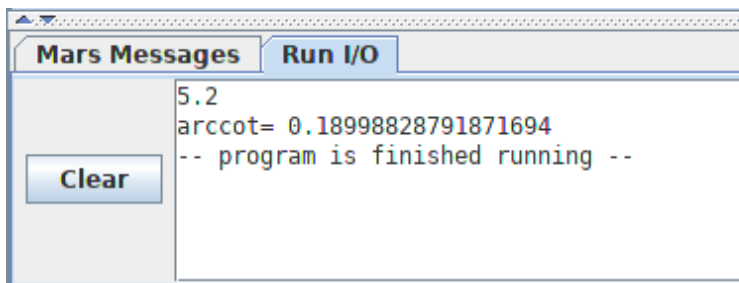 Mars Messages Run I/O
5.2
arccot= 0.18998828791871694
-- program is finished running --
Clear